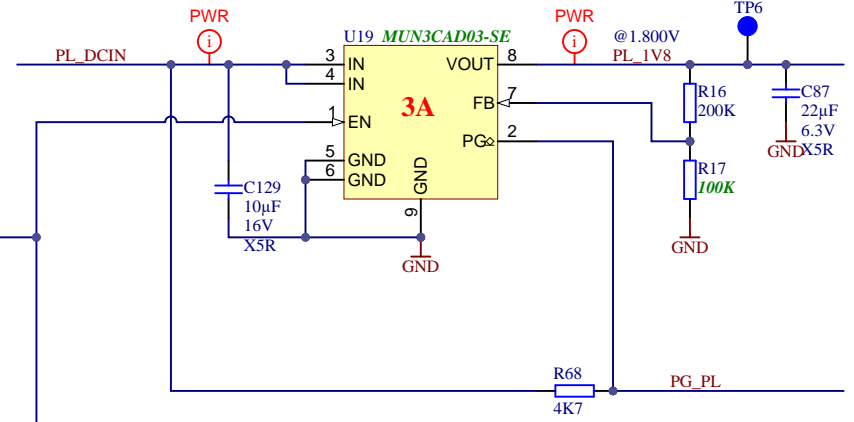 TP6
PWR
PWR
U19 MUN3CAD03-SE
@1.800V
PL_DCIN
PL_1V8
i
i
3
IN
VOUT
8
4
IN
R16
C87
7
FB
200K
22µF
3A
1
EN
6.3V
2
PG
GND
X5R
5
GND
R17
6
GND
GND
100K
C129
10µF
9
16V
X5R
GND
GND
R68
PG_PL
4K7